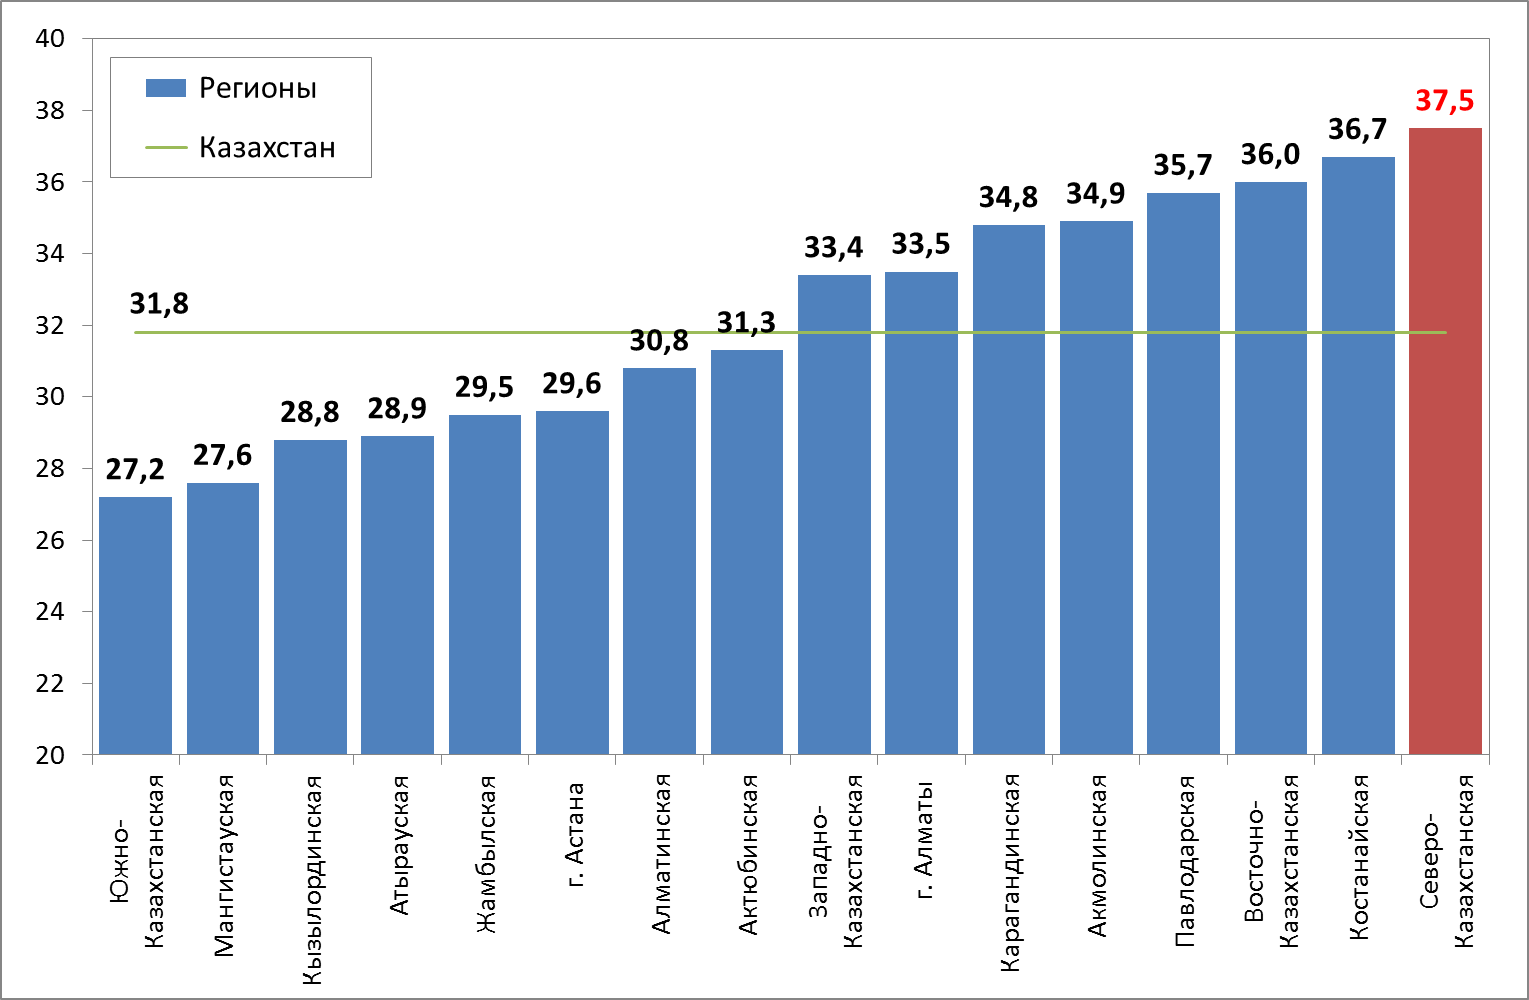 40
38
36
34
32
30
28
26
24
22
20
Регионы
Казахстан
31,8
27,2
27,6
28,8
28,9
29,5
29,6
30,8
31,3
33,4
33,5
34,8
34,9
35,7
36,0
36,7
37,5
Южно-
Казахстанская
Мангистауская
Кызылординская
Атырауская
Жамбылская
г. Астана
Алматинская
Актюбинская
Западно-
Казахстанская
г. Алматы
Карагандинская
Акмолинская
Павлодарская
Восточно-
Казахстанская
Костанайская
Северо-
Казахстанская